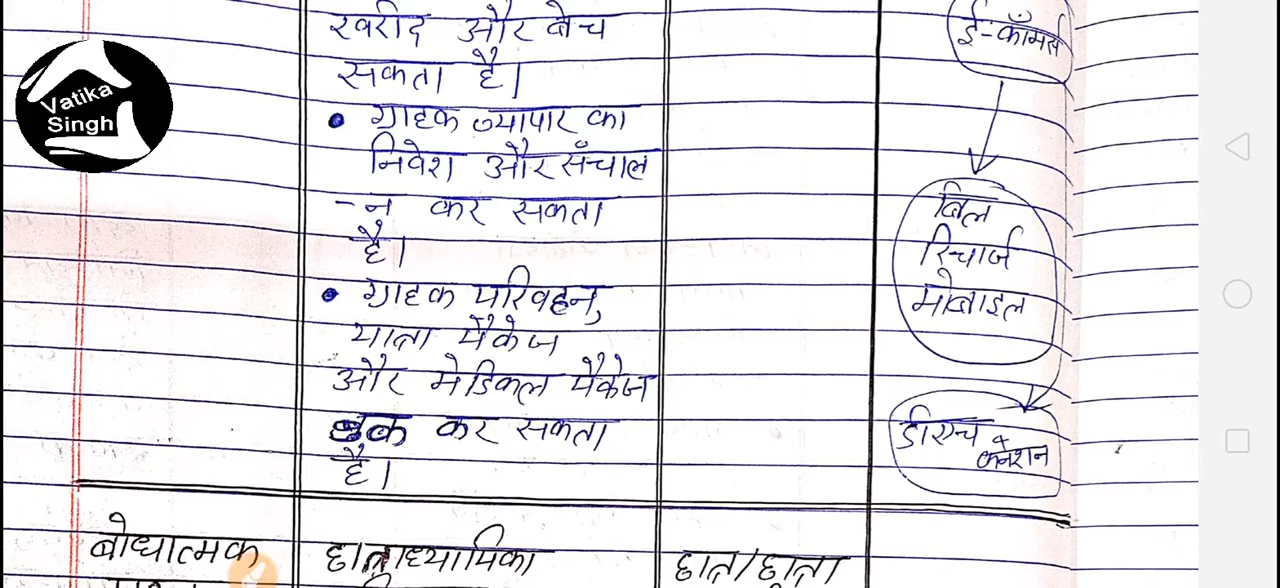 Vatika
Singh
खरीद और बेच
सकता है।
• ग्राहक व्यापार का
निवेश और संचाल
-न कर सकता
है।
• ग्राहक परिवहन,
यात्रा पैकेज
और मेडिकल पैकेज
बुक कर सकता
है।
ई-कॉमर्स
बिल
रिचार्ज
मोबाइल
डीएच
कनेशन
बोधात्मक
छात्राध्यापिका
छात्र/छात्रा